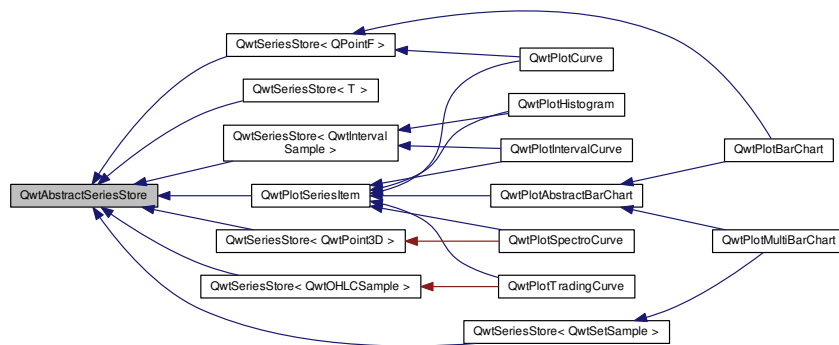 QwtSeriesStore< QPointF >
QwtPlotCurve
QwtSeriesStore< T >
QwtPlotHistogram
QwtSeriesStore< QwtInterval
Sample >
QwtPlotIntervalCurve
QwtPlotBarChart
QwtAbstractSeriesStore
QwtPlotSeriesItem
QwtPlotAbstractBarChart
QwtSeriesStore< QwtPoint3D >
QwtPlotSpectroCurve
QwtPlotMultiBarChart
QwtSeriesStore< QwtOHLCSample >
QwtPlotTradingCurve
QwtSeriesStore< QwtSetSample >